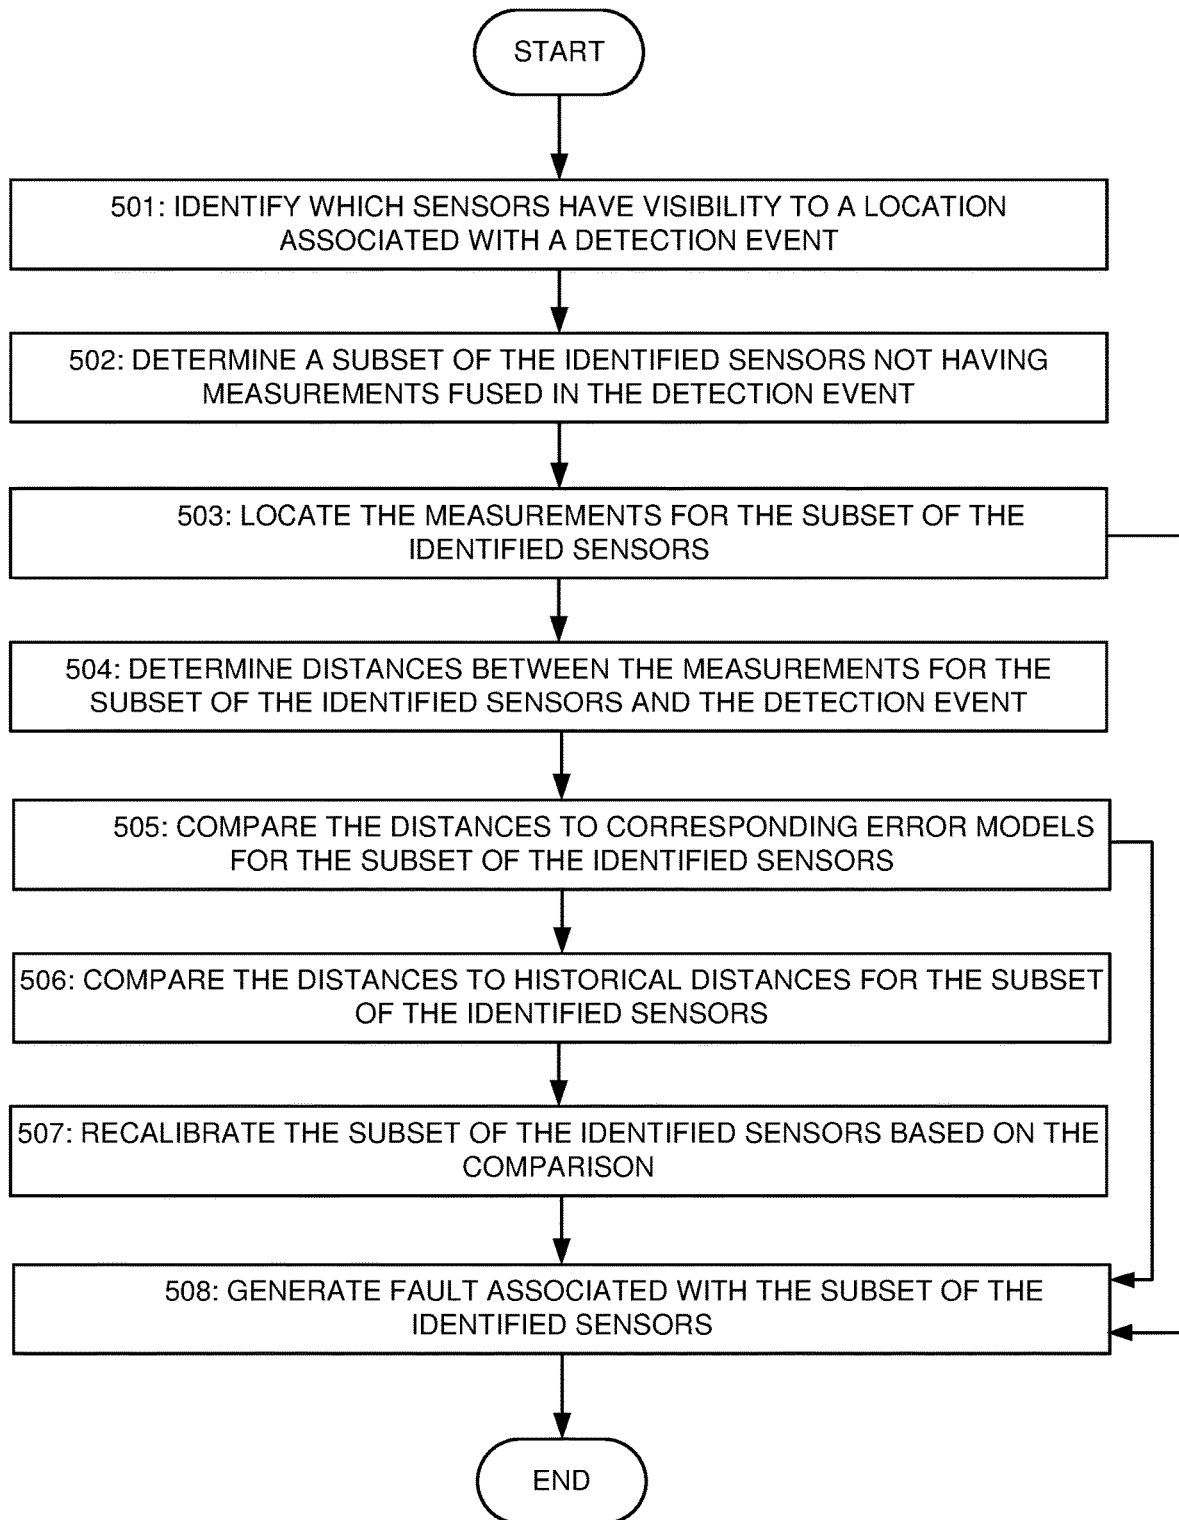 START
501: IDENTIFY WHICH SENSORS HAVE VISIBILITY TO A LOCATION
ASSOCIATED WITH A DETECTION EVENT
502: DETERMINE A SUBSET OF THE IDENTIFIED SENSORS NOT HAVING
MEASUREMENTS FUSED IN THE DETECTION EVENT
503: LOCATE THE MEASUREMENTS FOR THE SUBSET OF THE
IDENTIFIED SENSORS
504: DETERMINE DISTANCES BETWEEN THE MEASUREMENTS FOR THE
SUBSET OF THE IDENTIFIED SENSORS AND THE DETECTION EVENT
505: COMPARE THE DISTANCES TO CORRESPONDING ERROR MODELS
FOR THE SUBSET OF THE IDENTIFIED SENSORS
506: COMPARE THE DISTANCES TO HISTORICAL DISTANCES FOR THE SUBSET
OF THE IDENTIFIED SENSORS
507: RECALIBRATE THE SUBSET OF THE IDENTIFIED SENSORS BASED ON THE
COMPARISON
508: GENERATE FAULT ASSOCIATED WITH THE SUBSET OF THE
IDENTIFIED SENSORS
END